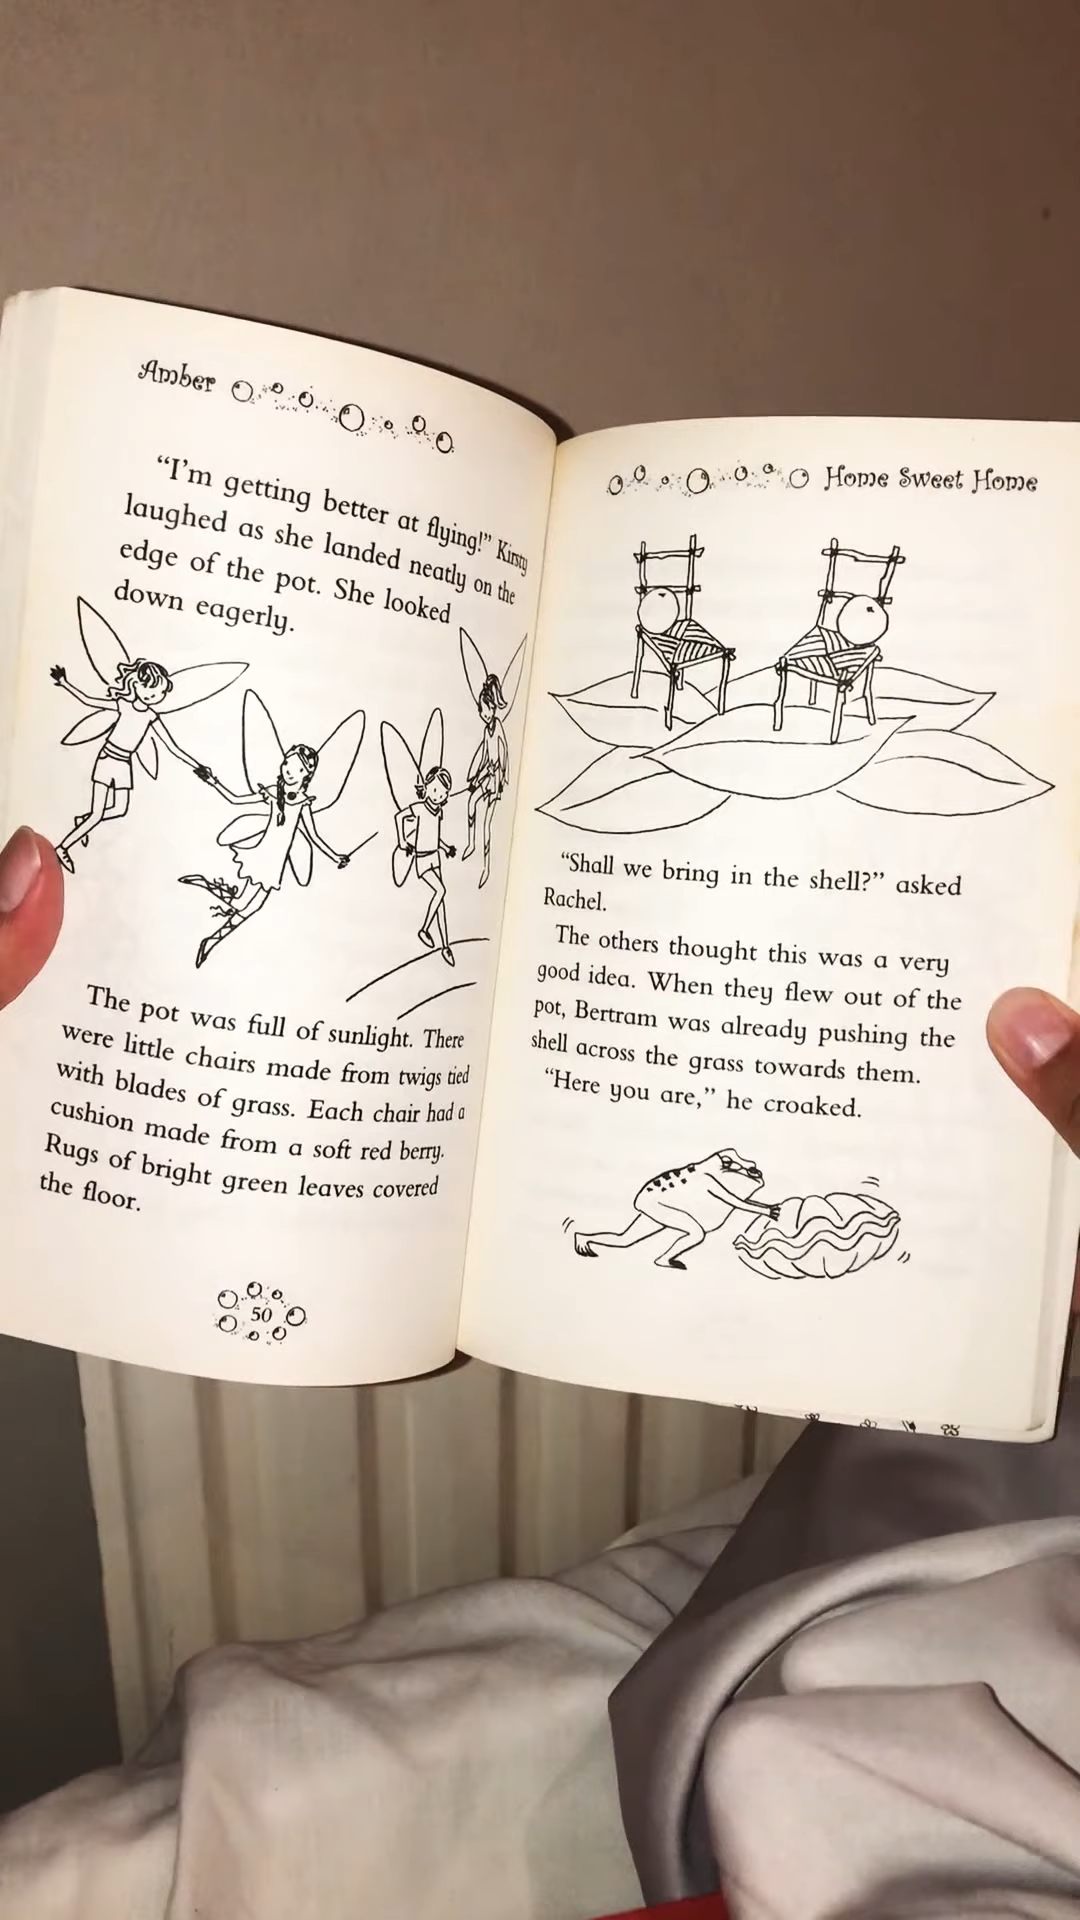 Amber
“I’m getting better at flying!” Kirsty
laughed as she landed neatly on the
edge of the pot. She looked
down eagerly.
The pot was full of sunlight. There
were little chairs made from twigs tied
with blades of grass. Each chair had a
cushion made from a soft red berry.
Rugs of bright green leaves covered
the floor.
50
Home Sweet Home
“Shall we bring in the shell?” asked
Rachel.
The others thought this was a very
good idea. When they flew out of the
pot, Bertram was already pushing the
shell across the grass towards them.
“Here you are,” he croaked.